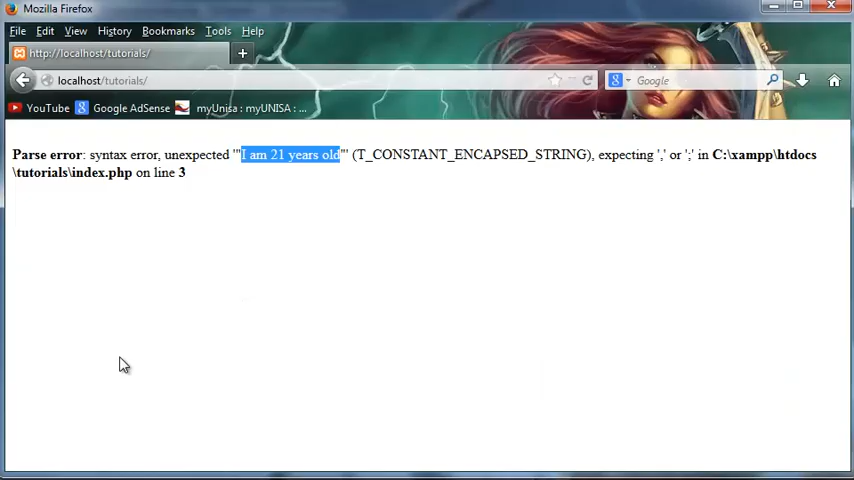 Mozilla Firefox
File Edit View History Bookmarks Tools Help
http://localhost/tutorials/ +
localhost/tutorials/ Google
YouTube Google AdSense myUnisa : myUNISA : ...
Parse error: syntax error, unexpected '"I am 21 years old"' (T_CONSTANT_ENCAPSED_STRING), expecting ',' or ';' in C:\xampp\htdocs
\tutorials\index.php on line 3